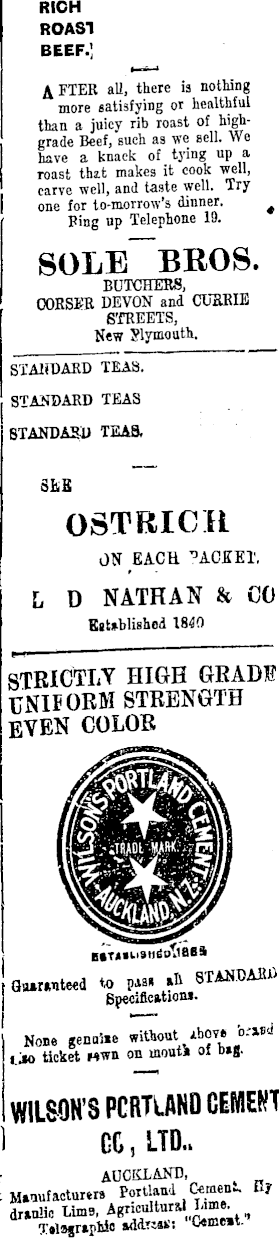 RICH
ROAST
BEEF.
AFTER all, there is nothing
more satisfying or healthful
than a juicy rib roast of high-
grade Beef, such as we sell. We
have a knack of tying up a
roast that makes it cook well,
carve well, and taste well. Try
one for to-morrow's dinner.
Ring up Telephone 19.
SOLE BROS.
BUTCHERS,
CORSER DEVON and CURRIE
STREETS,
New Plymouth.
STANDARD TEAS.
STANDARD TEAS
STANDARD TEAS.
SEE
OSTRICH
ON EACH PACKET.
L D NATHAN & CO
Established 1840
STRICTLY HIGH GRADE
UNIFORM STRENGTH
EVEN COLOR
WILSON'S PORTLAND CEMENT
TRADE MARK
AUCKLAND, N.Z.
ESTABLISHED, 1885
Guaranteed to pass all STANDARD
Specifications.
None genuine without above brand
also ticket sewn on mouth of bag.
WILSON'S PORTLAND CEMENT
CO, LTD.,
AUCKLAND,
Manufacturers Portland Cement, Hy
draulic Lime, Agricultural Lime.
Telegraphic address: "Cement."